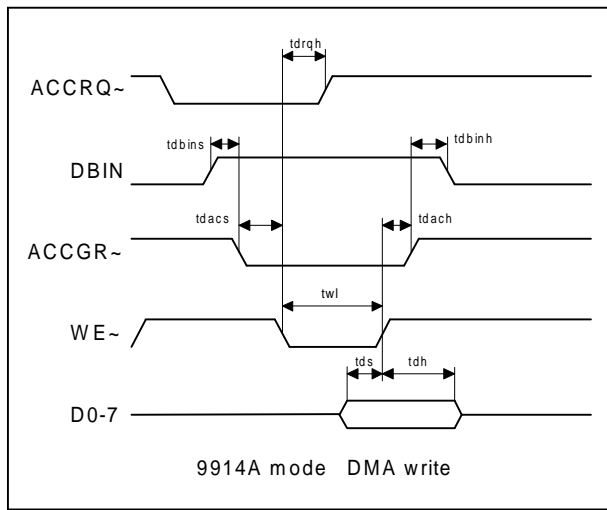 tdrqh
ACCRQ~
tdbins
tdbinh
DBIN
tdacs
tdach
ACCGR~
twl
WE~
tds
tdh
D0-7
9914A mode DMA write